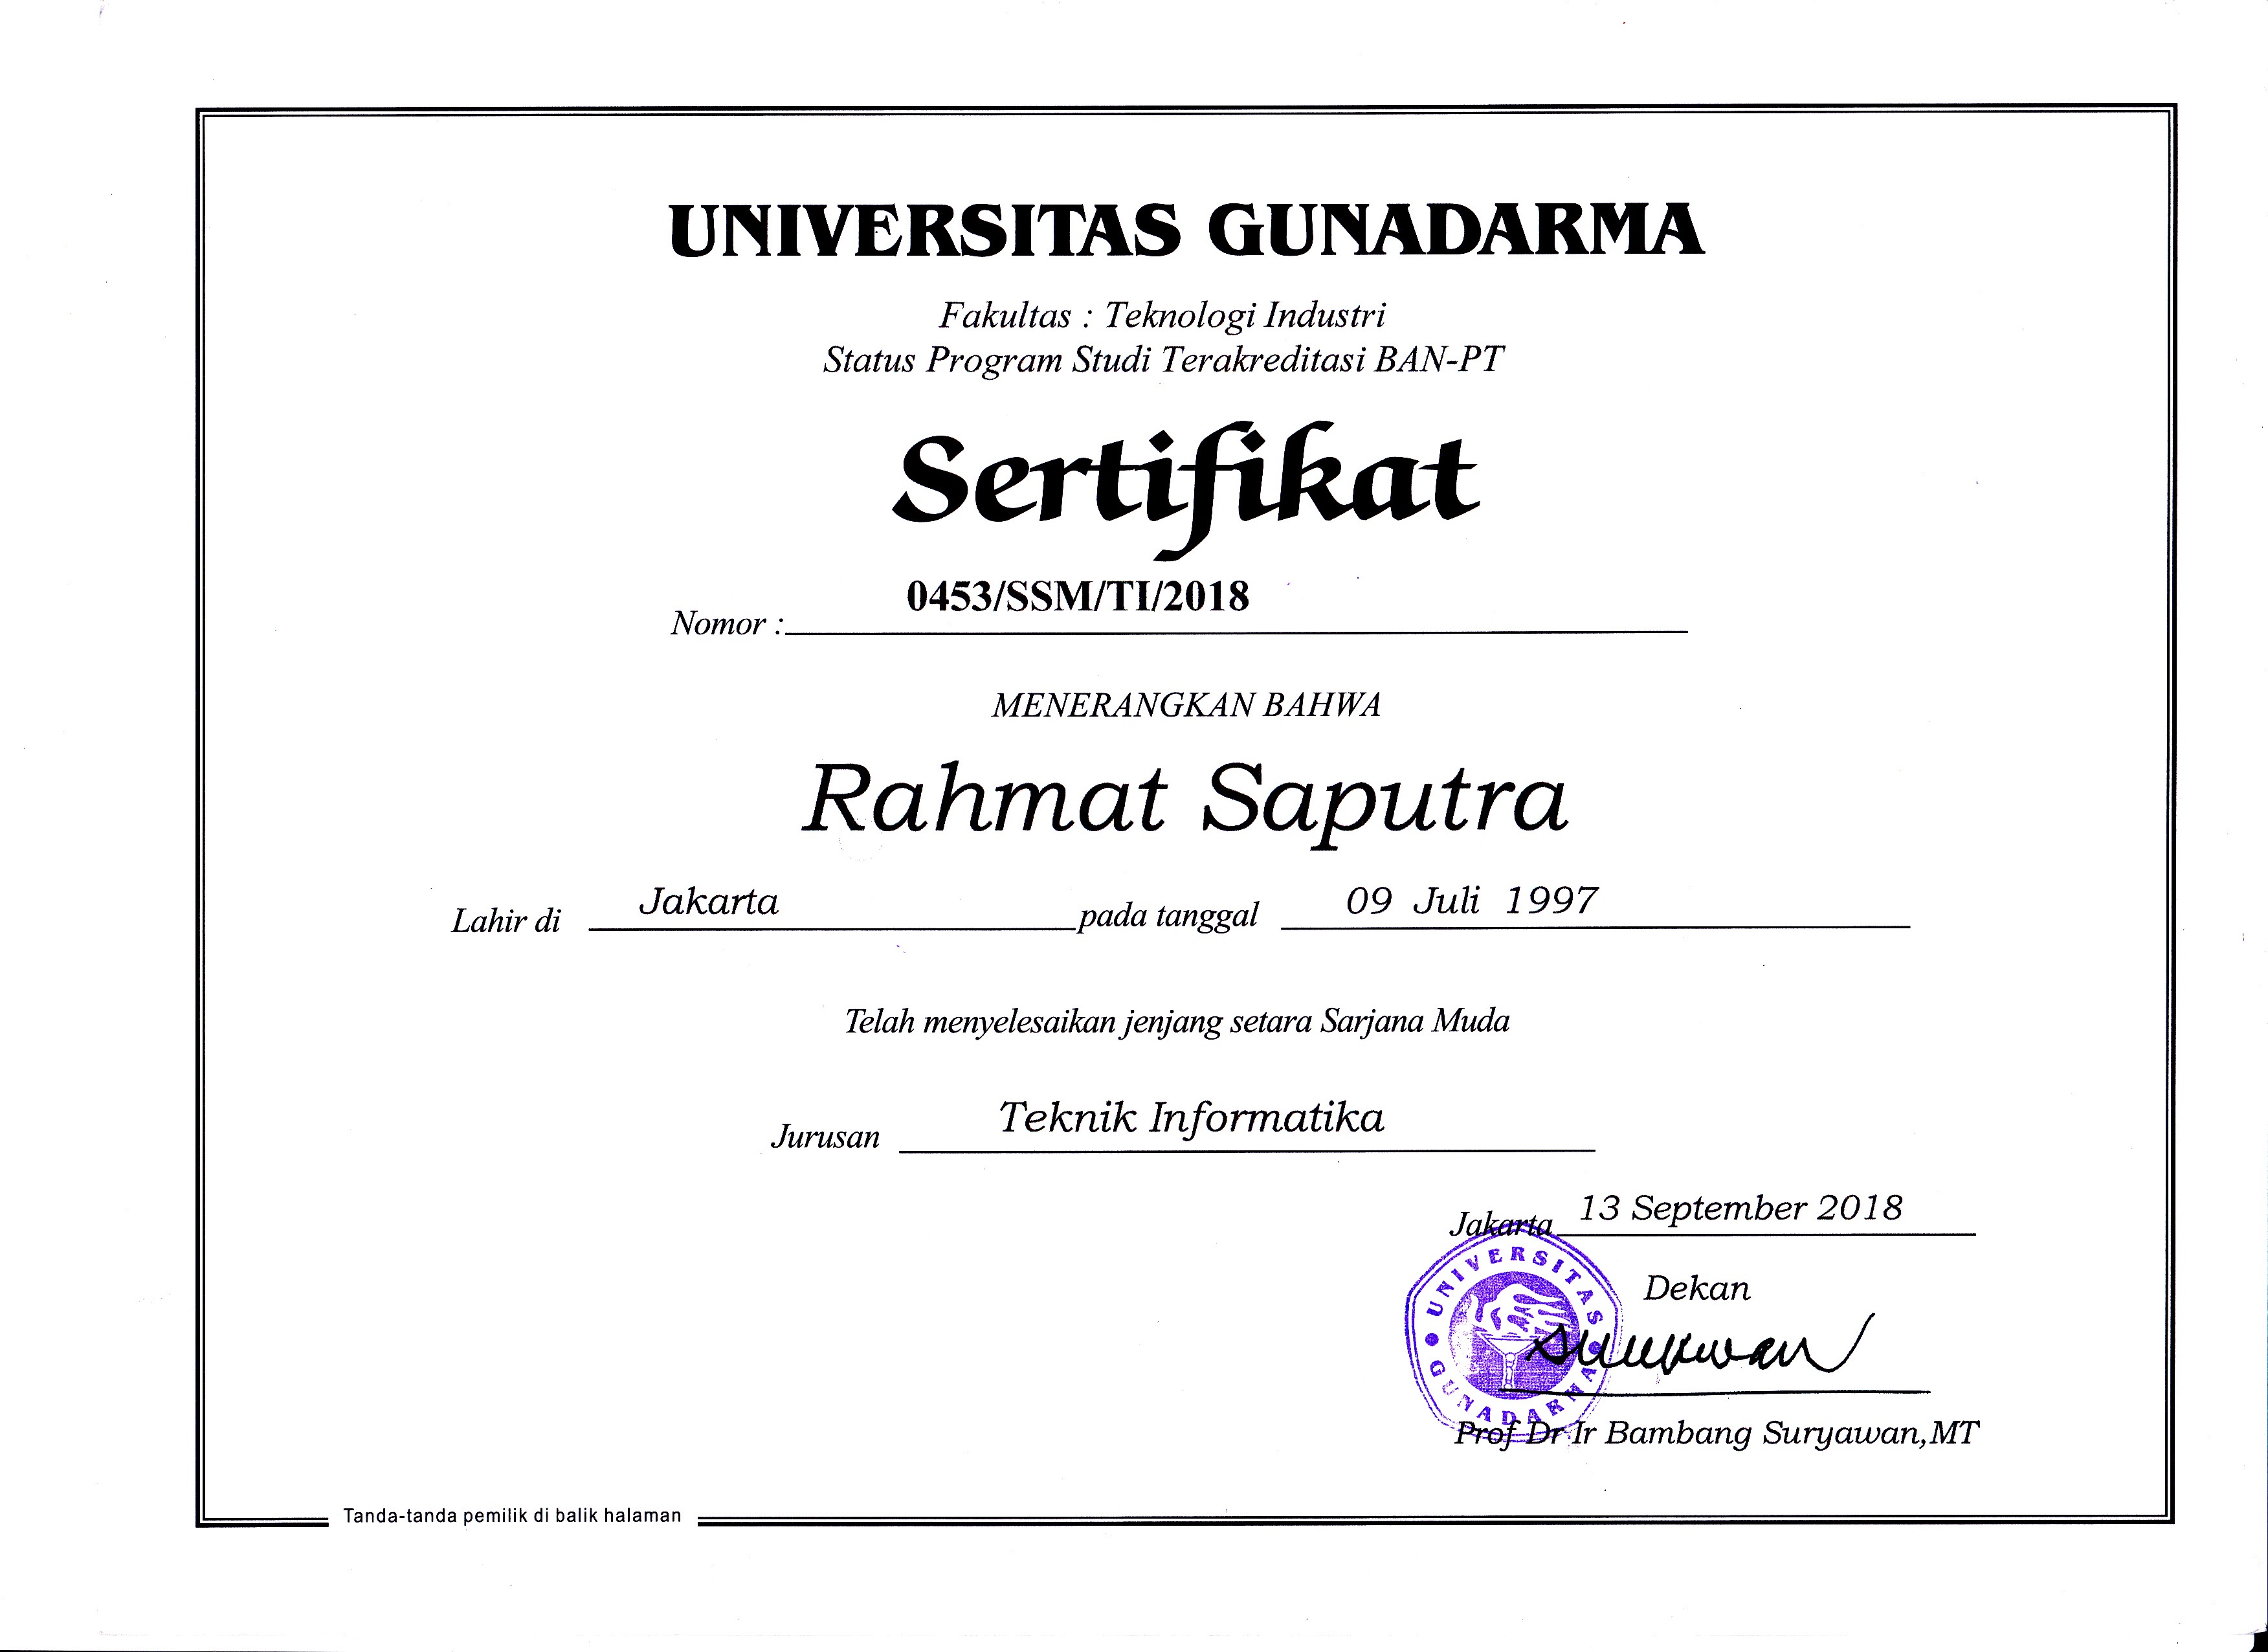 UNIVERSITAS GUNADARMA
Fakultas : Teknologi Industri
Status Program Studi Terakreditasi BAN-PT
Sertifikat
Nomor : 0453/SSM/TI/2018
MENERANGKAN BAHWA
Rahmat Saputra
Lahir di Jakarta pada tanggal 09 Juli 1997
Telah menyelesaikan jenjang setara Sarjana Muda
Jurusan Teknik Informatika
Jakarta 13 September 2018
Dekan
UNIVERSITAS GUNADARMA
Prof Dr Ir Bambang Suryawan,MT
Tanda-tanda pemilik di balik halaman